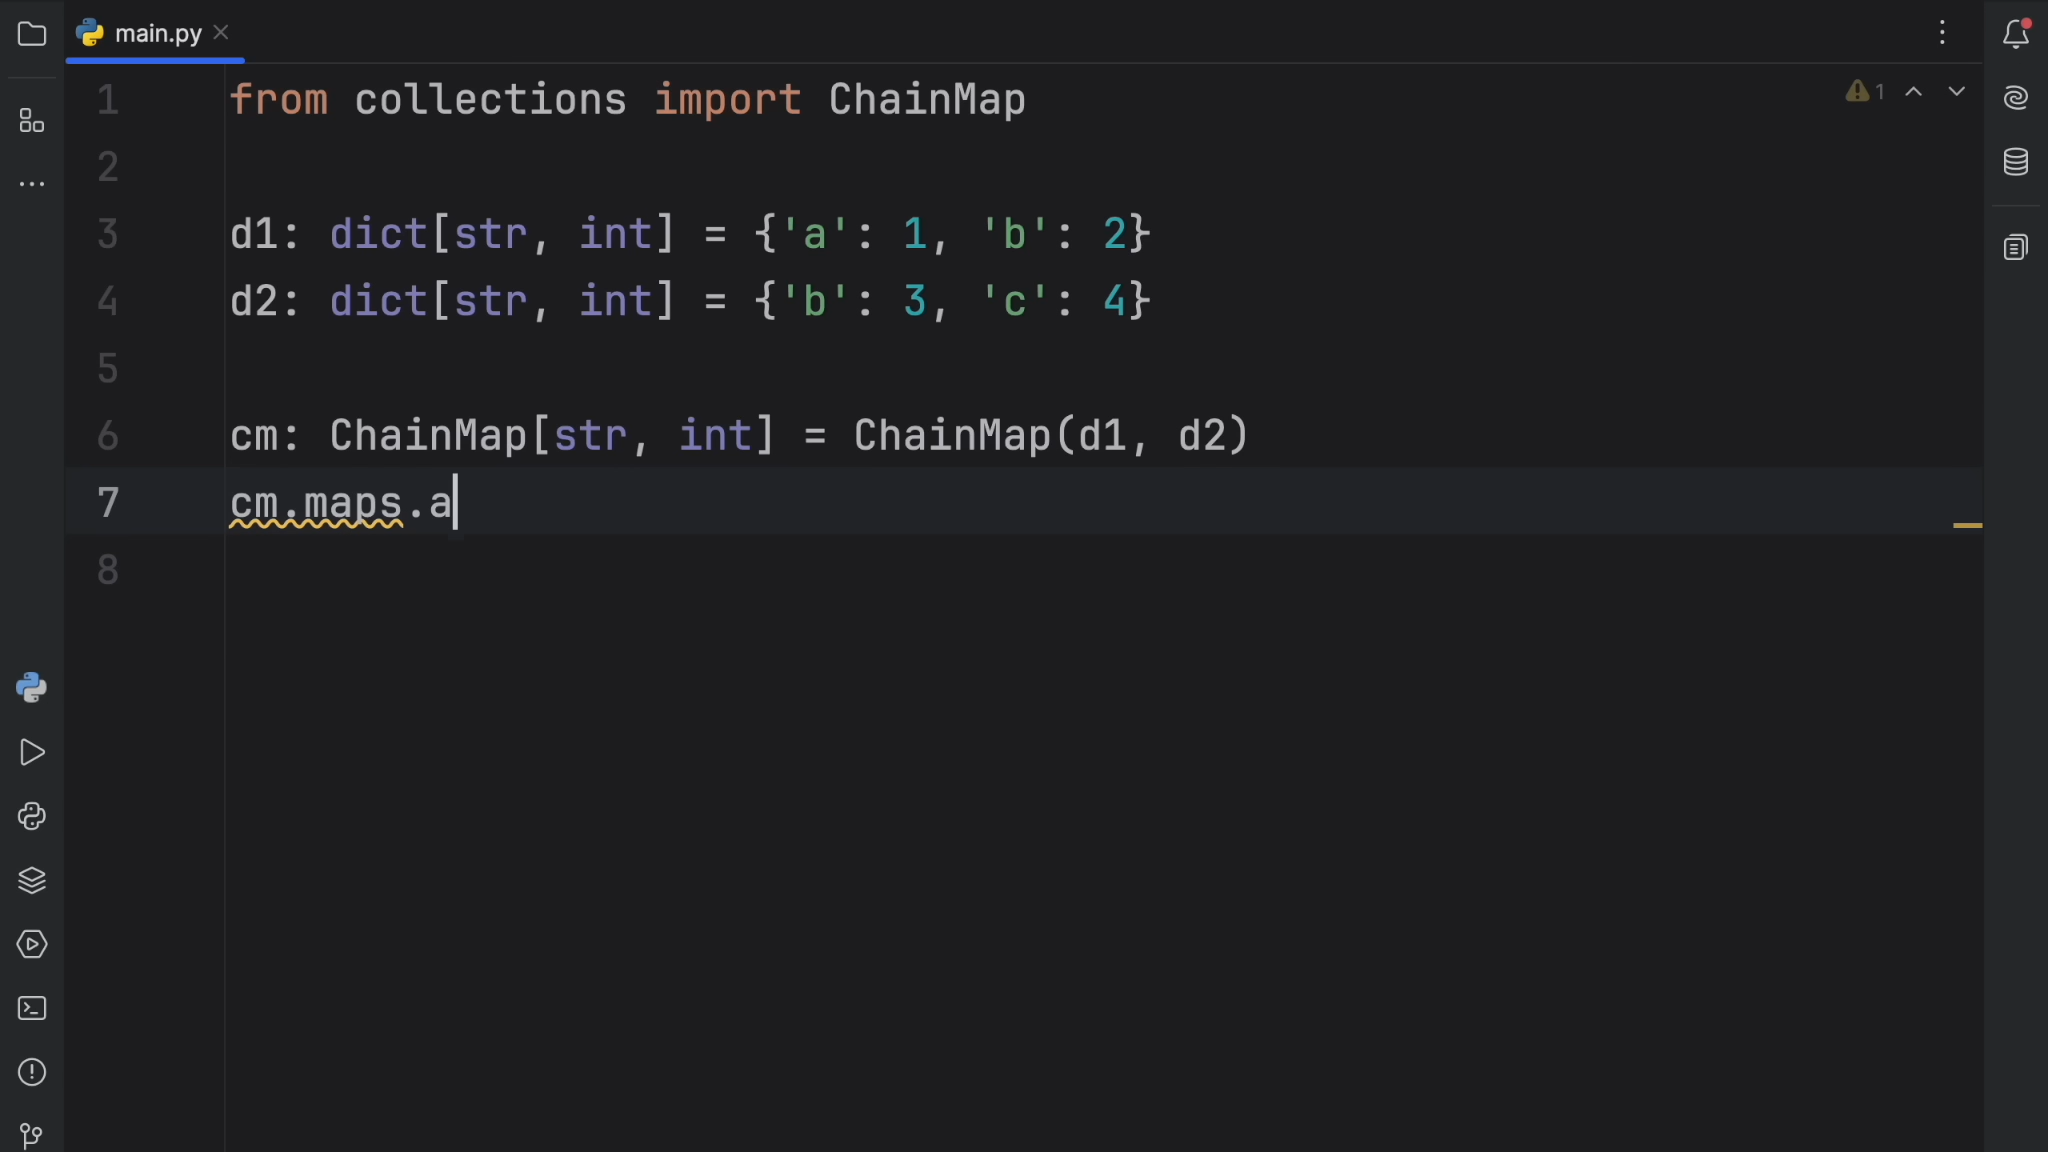 main.py
1 from collections import ChainMap
1
2
3 d1: dict[str, int] = {'a': 1, 'b': 2}
4 d2: dict[str, int] = {'b': 3, 'c': 4}
5
6 cm: ChainMap[str, int] = ChainMap(d1, d2)
7 cm.maps.a
8